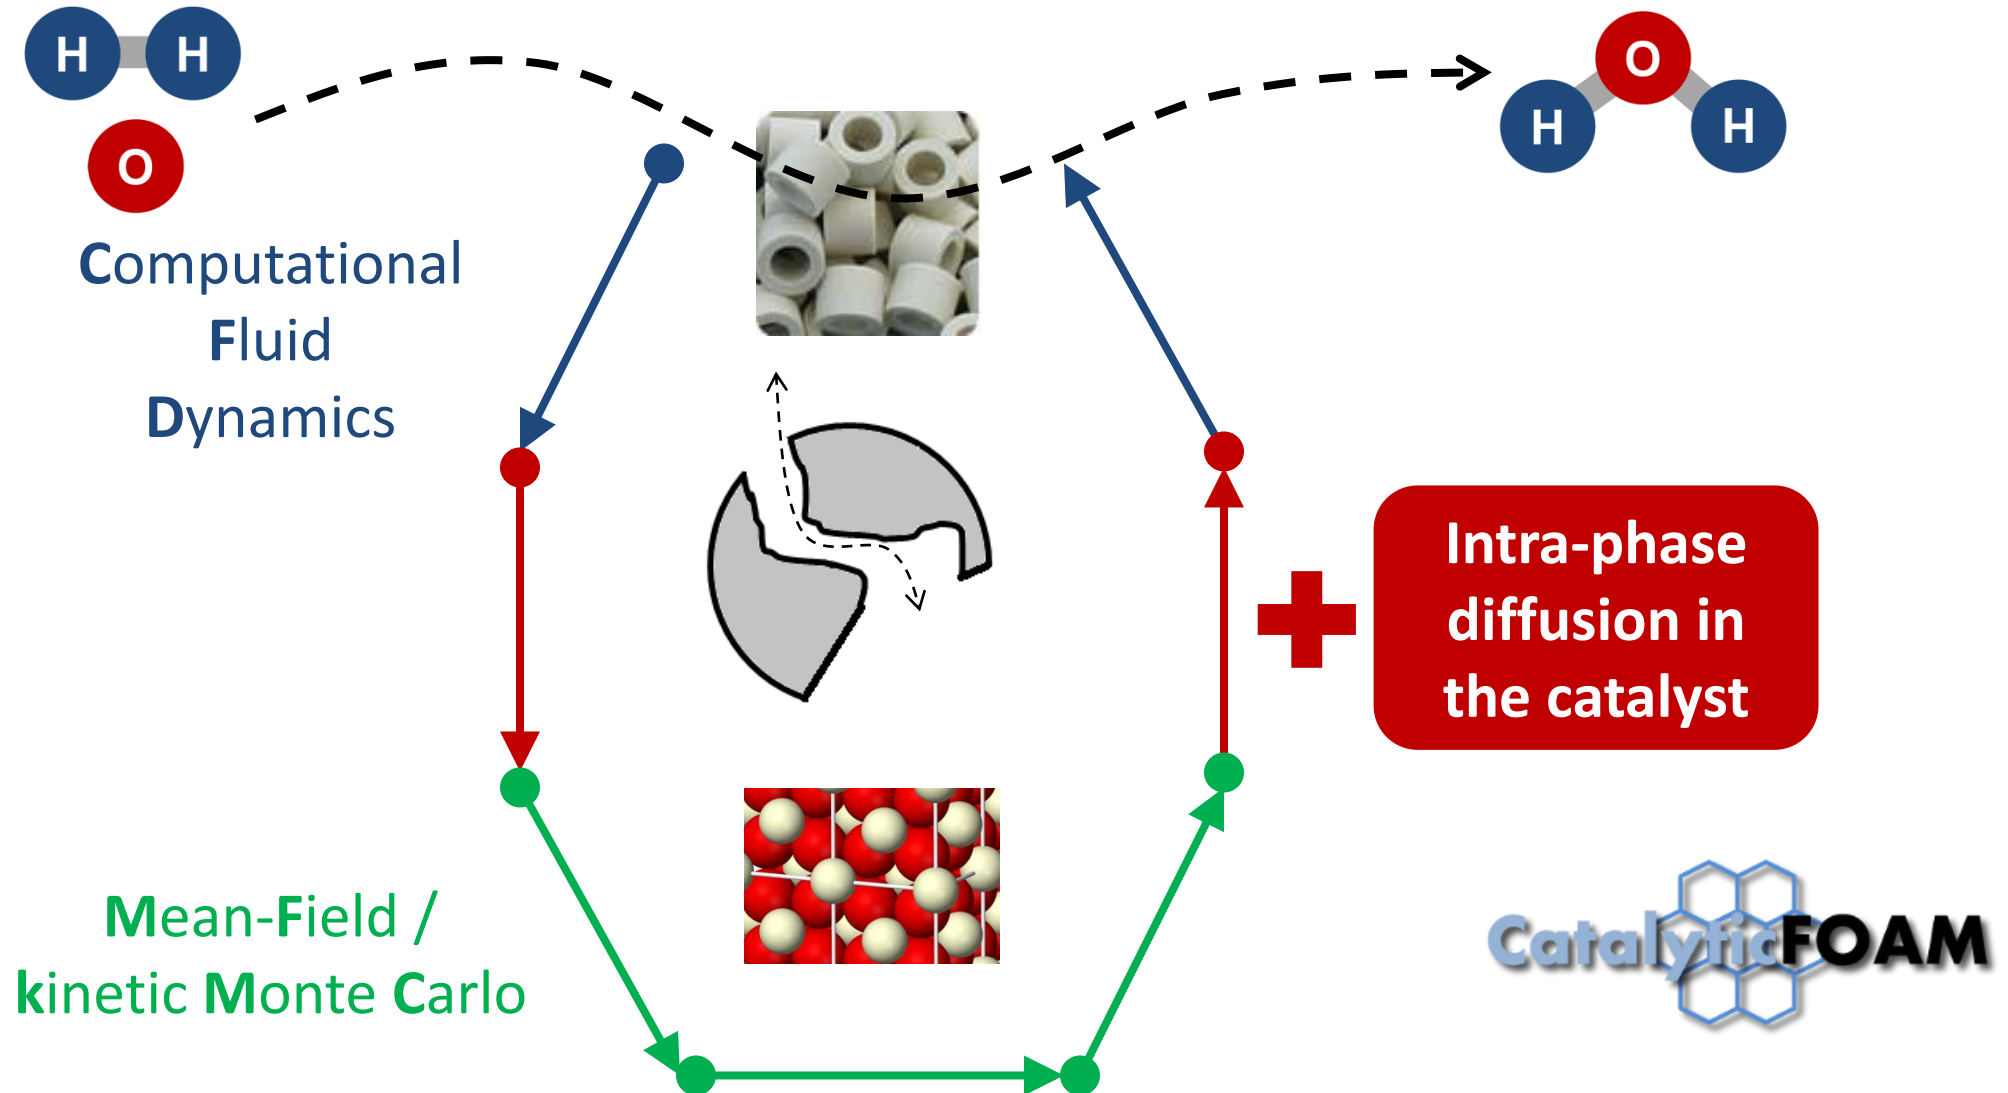 H H
O
O
H H
Computational
Fluid
Dynamics
Intra-phase
diffusion in
the catalyst
Mean-Field /
kinetic Monte Carlo
CatalyticFOAM